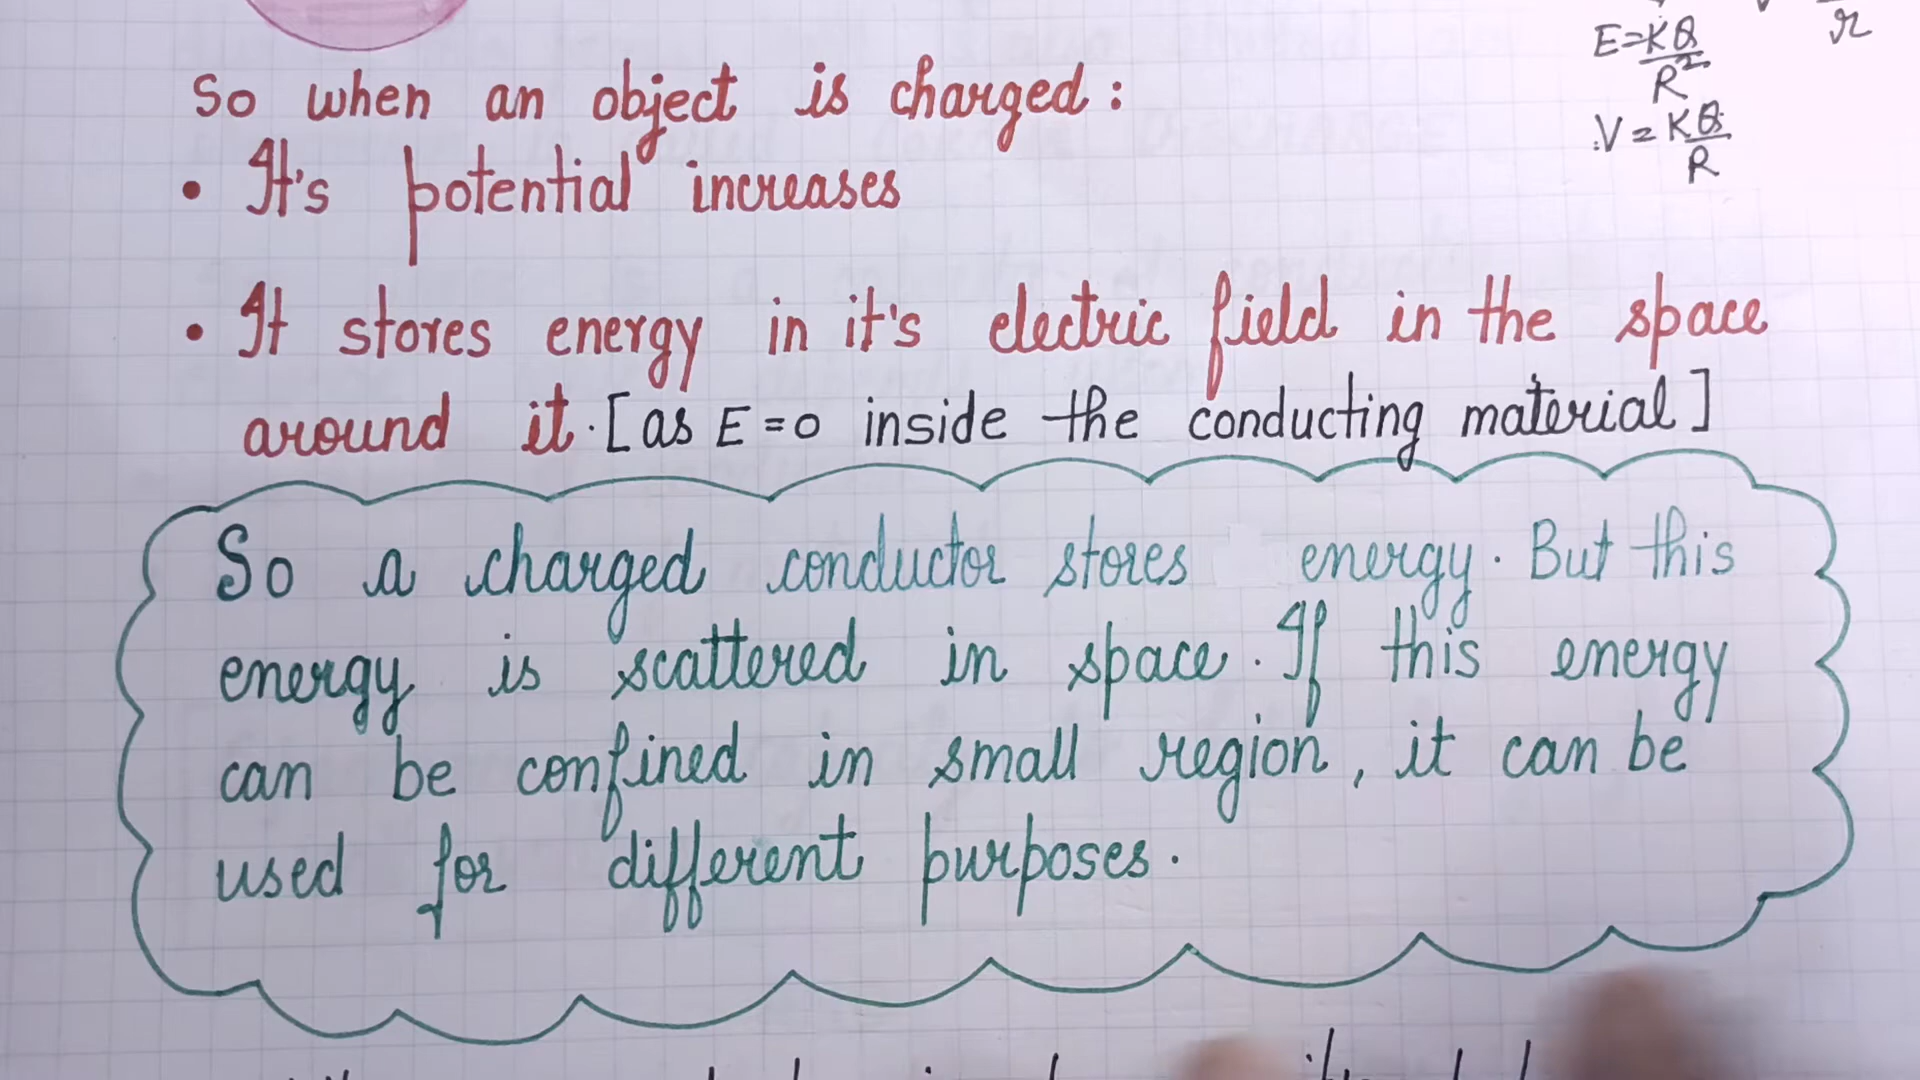 E=KQ/R²
r
V=KQ/R
So when an object is charged:
• It's potential increases
• It stores energy in it's electric field in the space
around it. [as E=0 inside the conducting material]
So a charged conductor stores energy. But this
energy is scattered in space. If this energy
can be confined in small region, it can be
used for different purposes.